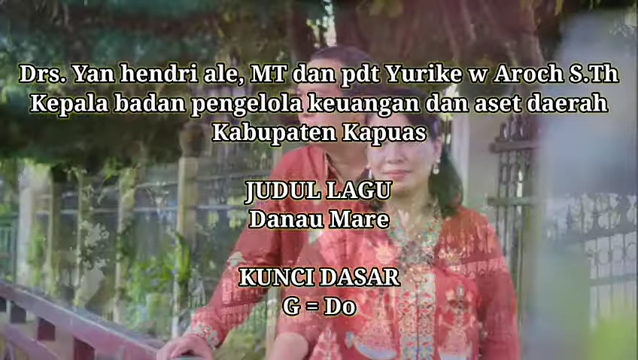 Drs. Yan hendri ale, MT dan pdt Yurike w Aroch S.Th
Kepala badan pengelola keuangan dan aset daerah
Kabupaten Kapuas
JUDUL LAGU
Danau Mare
KUNCI DASAR
G = Do